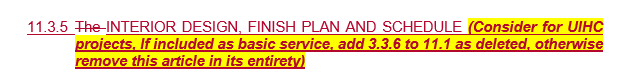 11.3.5 The INTERIOR DESIGN, FINISH PLAN AND SCHEDULE (Consider for UIHC
projects, If included as basic service, add 3.3.6 to 11.1 as deleted, otherwise
remove this article in its entirety)